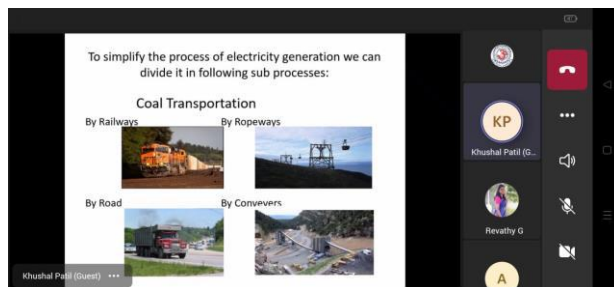 To simplify the process of electricity generation we can
divide it in following sub processes:
Coal Transportation
By Railways
By Ropeways
By Road
By Conveyers
Khushal Patil (Guest)
KP
Khushal Patil (G...
Revathy G
A